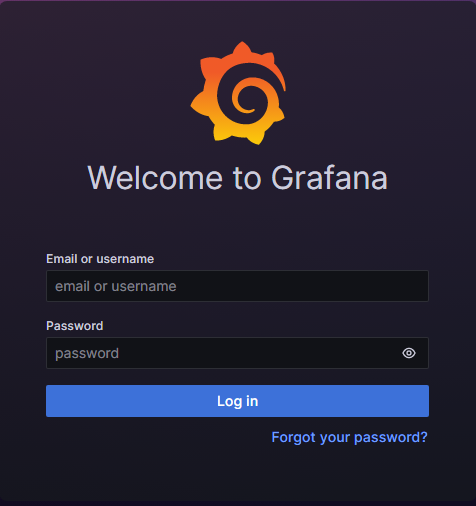 Welcome to Grafana
Email or username
email or username
Password
password
Log in
Forgot your password?